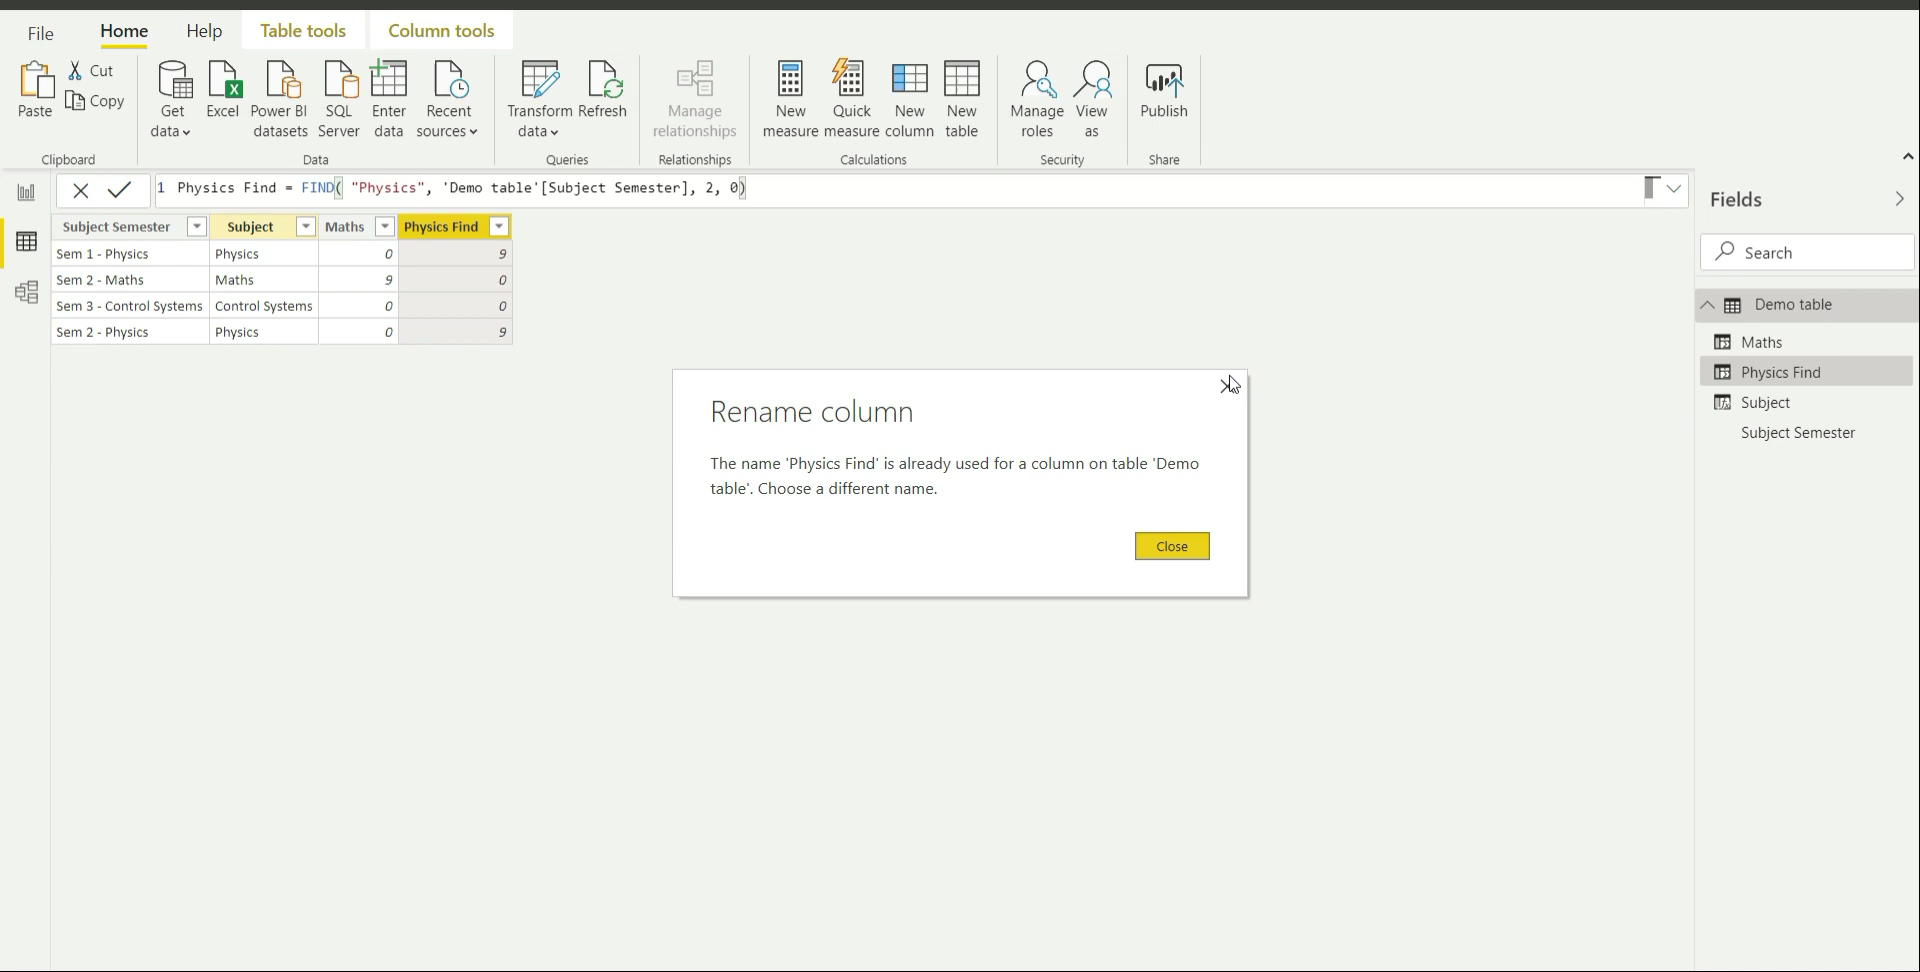 File Home Help Table tools Column tools
Paste Cut Copy
Get data Excel Power BI datasets SQL Server Enter data Recent sources
Transform data Refresh
Manage relationships
New measure Quick measure New column New table
Manage roles View as
Publish
Clipboard Data Queries Relationships Calculations Security Share
1 Physics Find = FIND( "Physics", 'Demo table'[Subject Semester], 2, 0)
Subject Semester Subject Maths Physics Find
Sem 1 - Physics Physics 0 9
Sem 2 - Maths Maths 9 0
Sem 3 - Control Systems Control Systems 0 0
Sem 2 - Physics Physics 0 9
Rename column
The name 'Physics Find' is already used for a column on table 'Demo
table'. Choose a different name.
Close
Fields
Search
Demo table
Maths
Physics Find
Subject
Subject Semester